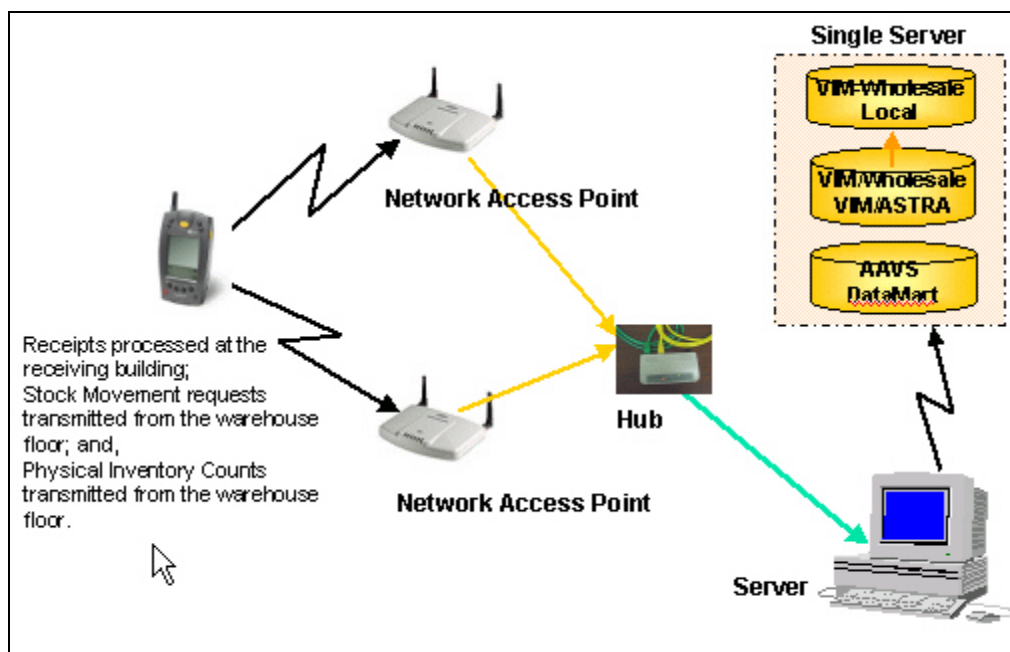 Single Server
VIM-Wholesale
Local
VIM/Wholesale
VIM/ASTRA
AAVS
DataMart
Network Access Point
Receipts processed at the
receiving building;
Stock Movement requests
transmitted from the warehouse
floor; and,
Physical Inventory Counts
transmitted from the warehouse
floor.
Hub
Network Access Point
Server